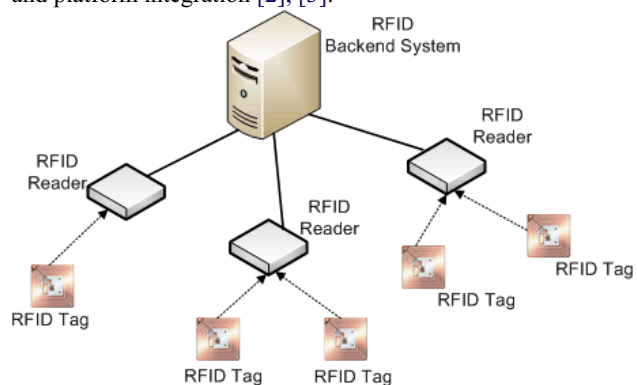 and platform integration [2], [3].
RFID
Backend System
RFID
Reader
RFID
Reader
RFID
Reader
RFID Tag
RFID Tag
RFID Tag
RFID Tag
RFID Tag